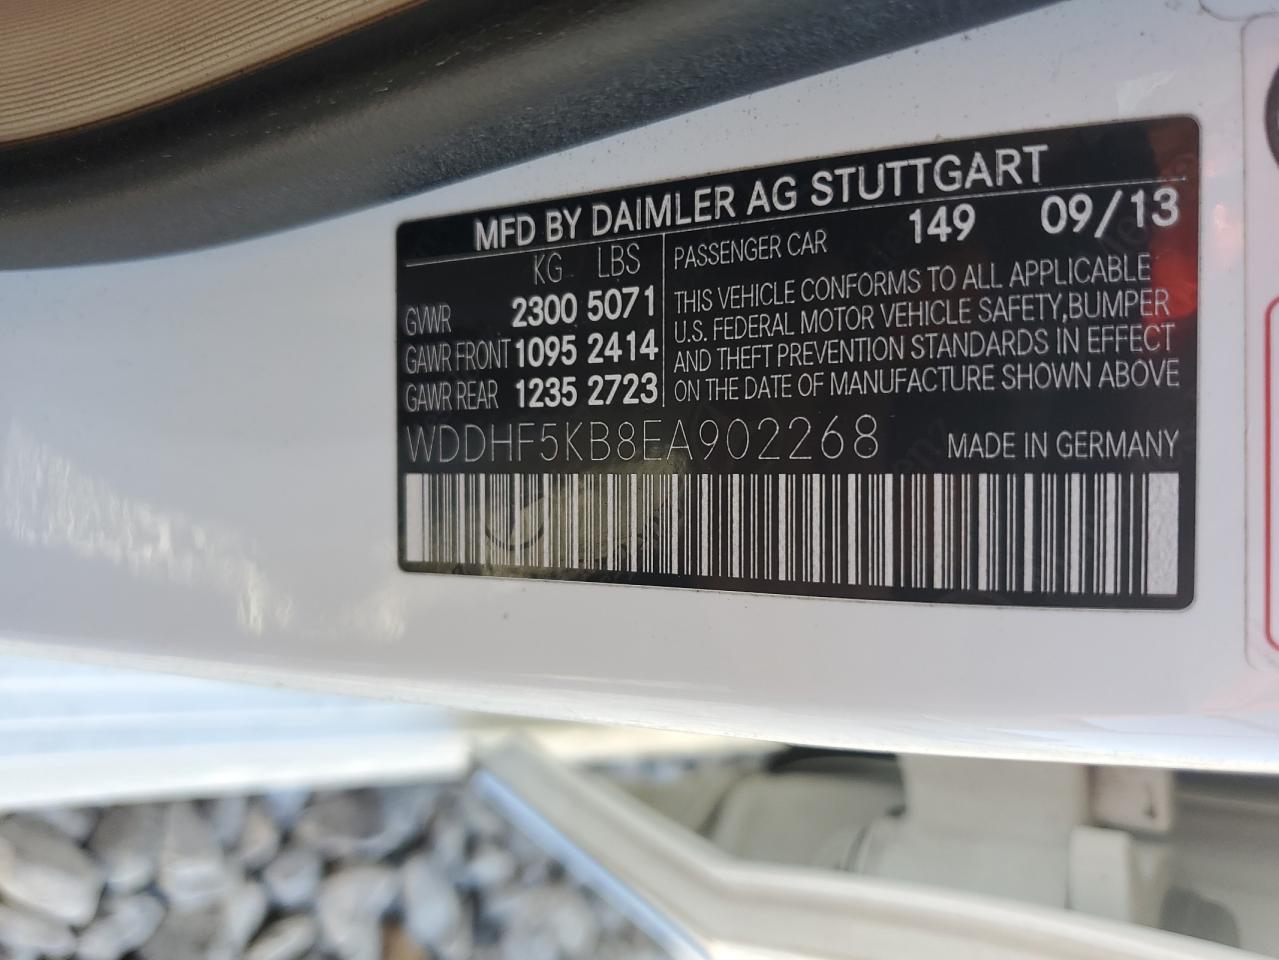 MFD BY DAIMLER AG STUTTGART
KG LBS
GVWR 2300 5071
GAWR FRONT 1095 2414
GAWR REAR 1235 2723
PASSENGER CAR 149 09/13
THIS VEHICLE CONFORMS TO ALL APPLICABLE
U.S. FEDERAL MOTOR VEHICLE SAFETY,BUMPER
AND THEFT PREVENTION STANDARDS IN EFFECT
ON THE DATE OF MANUFACTURE SHOWN ABOVE
WDDHF5KB8EA902268 MADE IN GERMANY